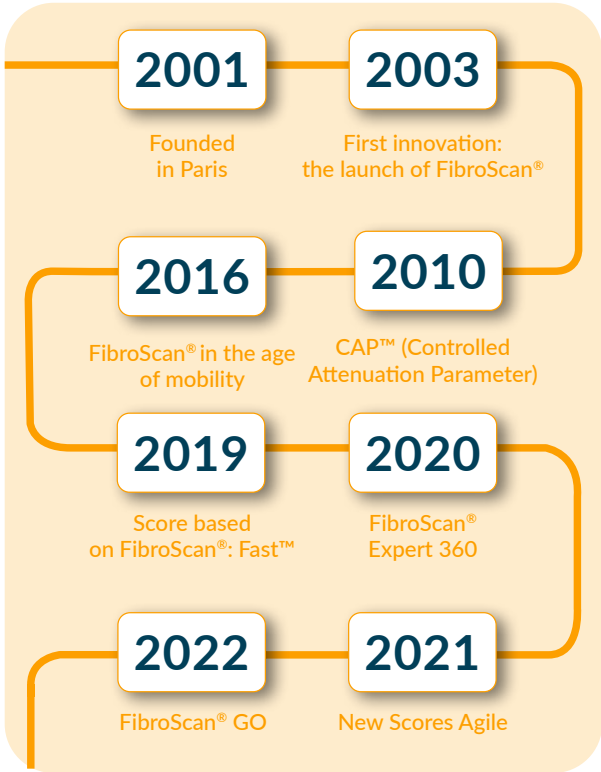 2001
Founded
in Paris
2003
First innovation:
the launch of FibroScan®
2010
CAP™ (Controlled
Attenuation Parameter)
2016
FibroScan® in the age
of mobility
2019
Score based
on FibroScan®: Fast™
2020
FibroScan®
Expert 360
2021
New Scores Agile
2022
FibroScan® GO